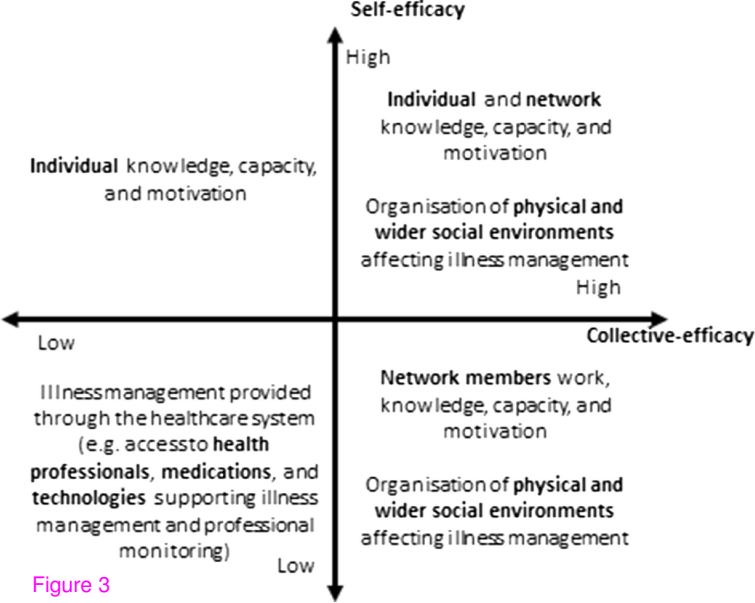 Self-efficacy
High
Individual and network
knowledge, capacity, and
motivation
Individual knowledge, capacity,
and motivation
Organisation of physical and
wider social environments
affecting illness management
High
Collective-efficacy
Low
Network members work,
knowledge, capacity, and
motivation
Illness management provided
through the healthcare system
(e.g. access to health
professionals, medications, and
technologies supporting illness
management and professional
monitoring)
Organisation of physical and
wider social environments
affecting illness management
Low
Figure 3